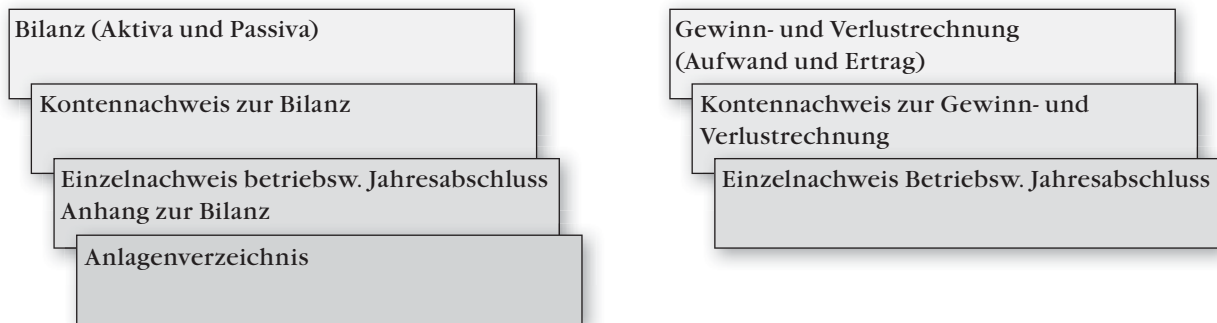 Bilanz (Aktiva und Passiva)
Kontennachweis zur Bilanz
Einzelnachweis betriebsw. Jahresabschluss
Anhang zur Bilanz
Anlagenverzeichnis
Gewinn- und Verlustrechnung
(Aufwand und Ertrag)
Kontennachweis zur Gewinn- und
Verlustrechnung
Einzelnachweis Betriebsw. Jahresabschluss